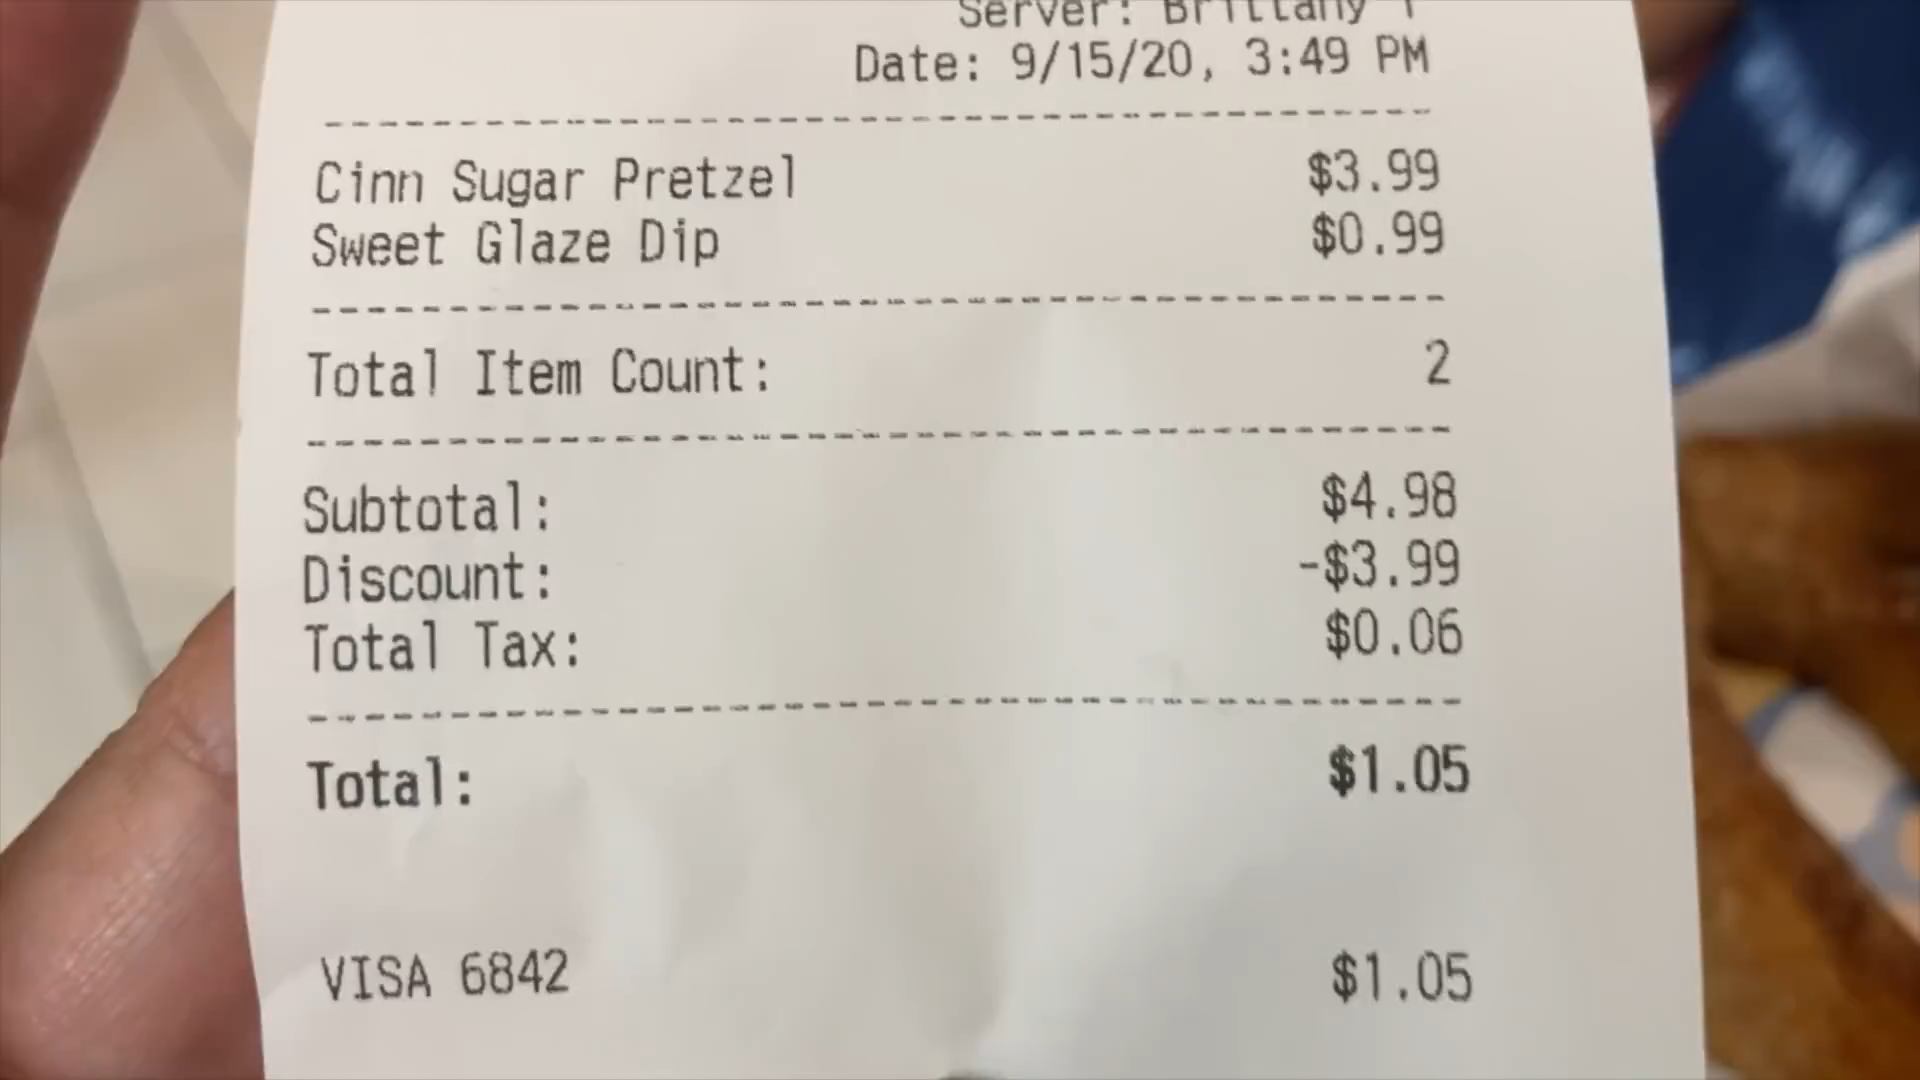 Server: Brittany T
Date: 9/15/20, 3:49 PM
Cinn Sugar Pretzel $3.99
Sweet Glaze Dip $0.99
Total Item Count: 2
Subtotal: $4.98
Discount: -$3.99
Total Tax: $0.06
Total: $1.05
VISA 6842 $1.05